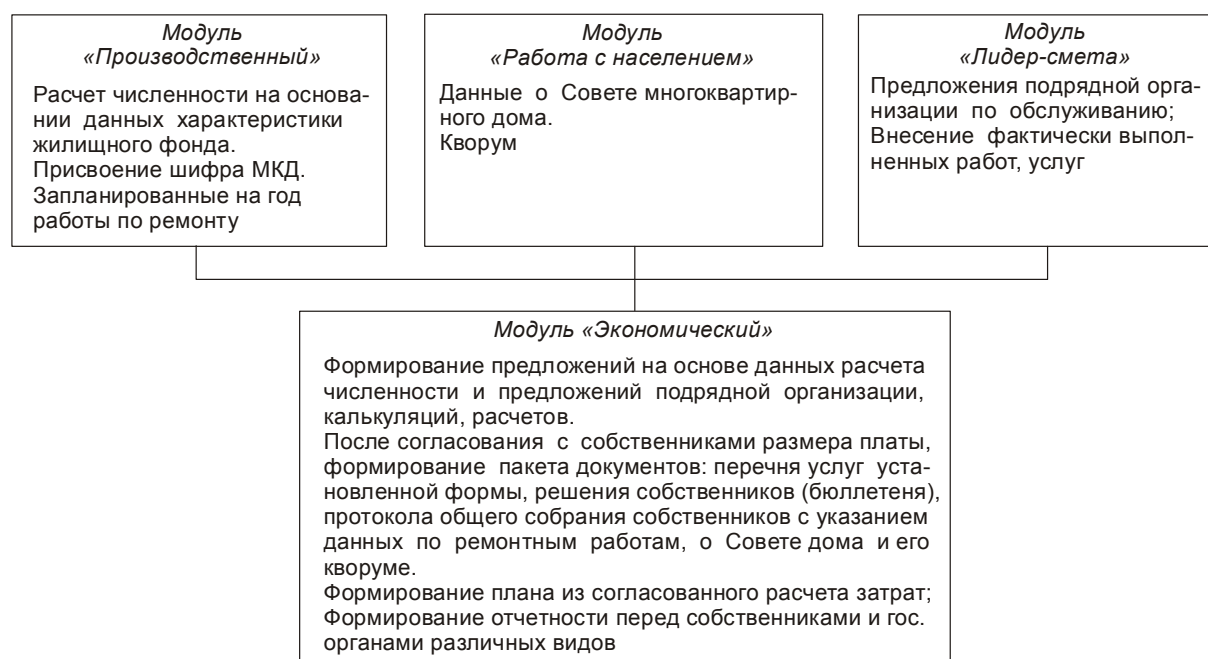 Модуль
«Производственный»
Расчет численности на основа-
нии данных характеристики
жилищного фонда.
Присвоение шифра МКД.
Запланированные на год
работы по ремонту
Модуль
«Работа с населением»
Данные о Совете многоквартир-
ного дома.
Кворум
Модуль
«Лидер-смета»
Предложения подрядной орга-
низации по обслуживанию;
Внесение фактически выпол-
ненных работ, услуг
Модуль «Экономический»
Формирование предложений на основе данных расчета
численности и предложений подрядной организации,
калькуляций, расчетов.
После согласования с собственниками размера платы,
формирование пакета документов: перечня услуг уста-
новленной формы, решения собственников (бюллетеня),
протокола общего собрания собственников с указанием
данных по ремонтным работам, о Совете дома и его
кворуме.
Формирование плана из согласованного расчета затрат;
Формирование отчетности перед собственниками и гос.
органами различных видов